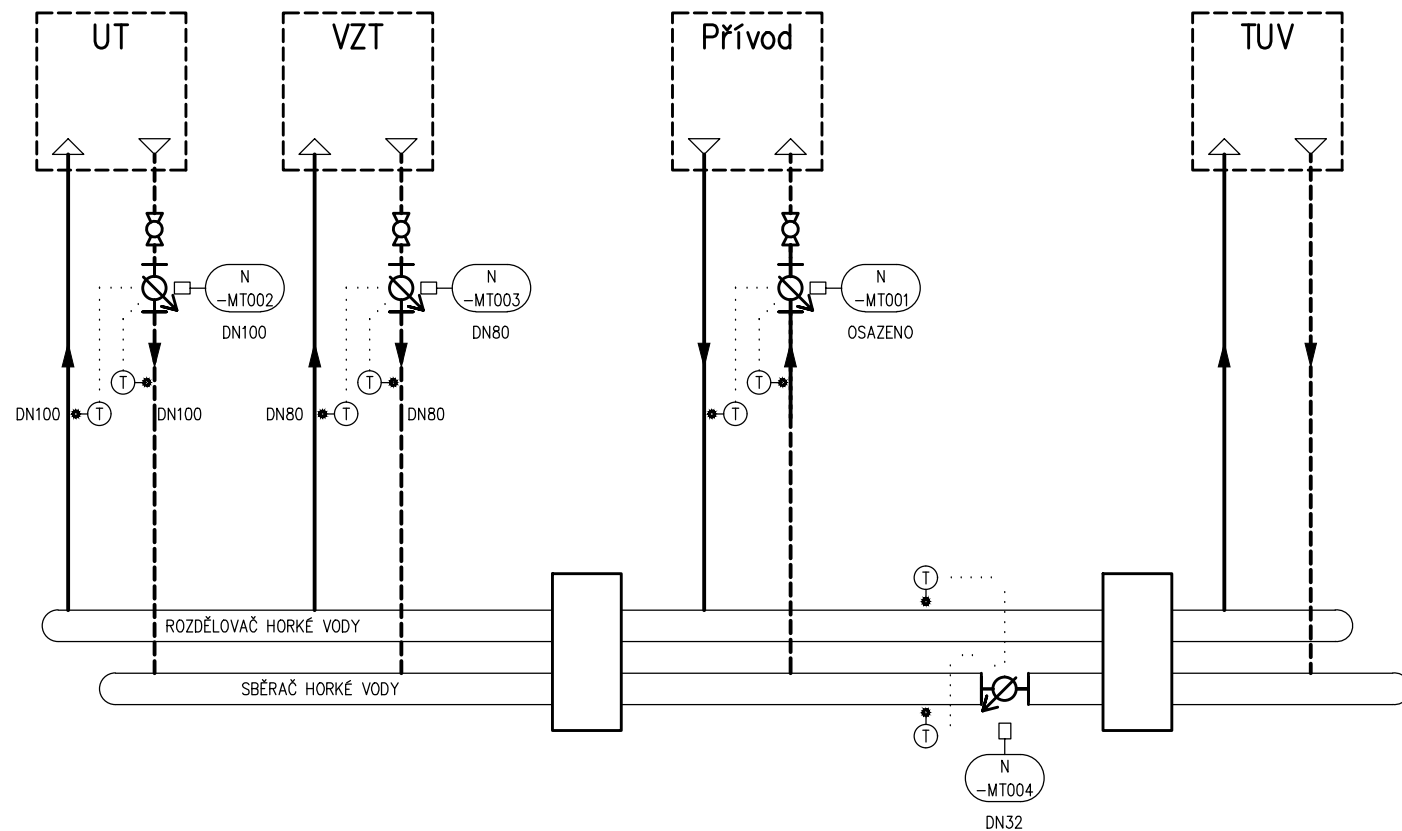 UT
VZT
Přívod
TUV
N
-MT002
DN100
N
-MT003
DN80
N
-MT001
OSAZENO
T
T
T
DN100
T
DN100
DN80
T
DN80
T
T
ROZDĚLOVAČ HORKÉ VODY
SBĚRAČ HORKÉ VODY
T
N
-MT004
DN32